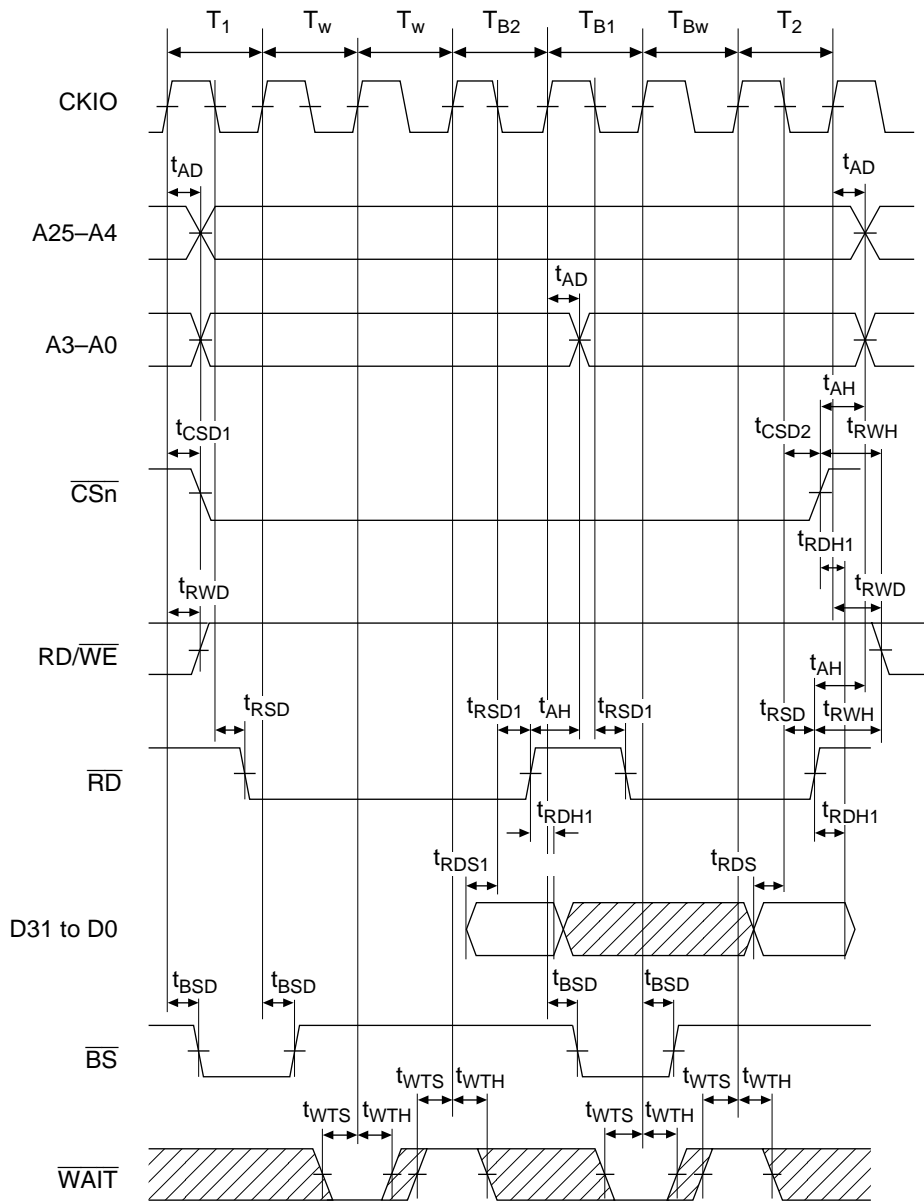 T1 Tw Tw TB2 TB1 TBw T2
CKIO
tAD tAD
A25–A4
tAD
A3–A0
tAH
tCSD1 tCSD2 tRWH
CSn
tRDH1
tRWD tRWD
RD/WE
tAH
tRSD tRSD1 tAH tRSD1 tRSD tRWH
RD
tRDH1 tRDH1
tRDS1 tRDS
D31 to D0
tBSD tBSD tBSD tBSD
BS
tWTS tWTH tWTS tWTH
tWTS tWTH tWTS tWTH
WAIT